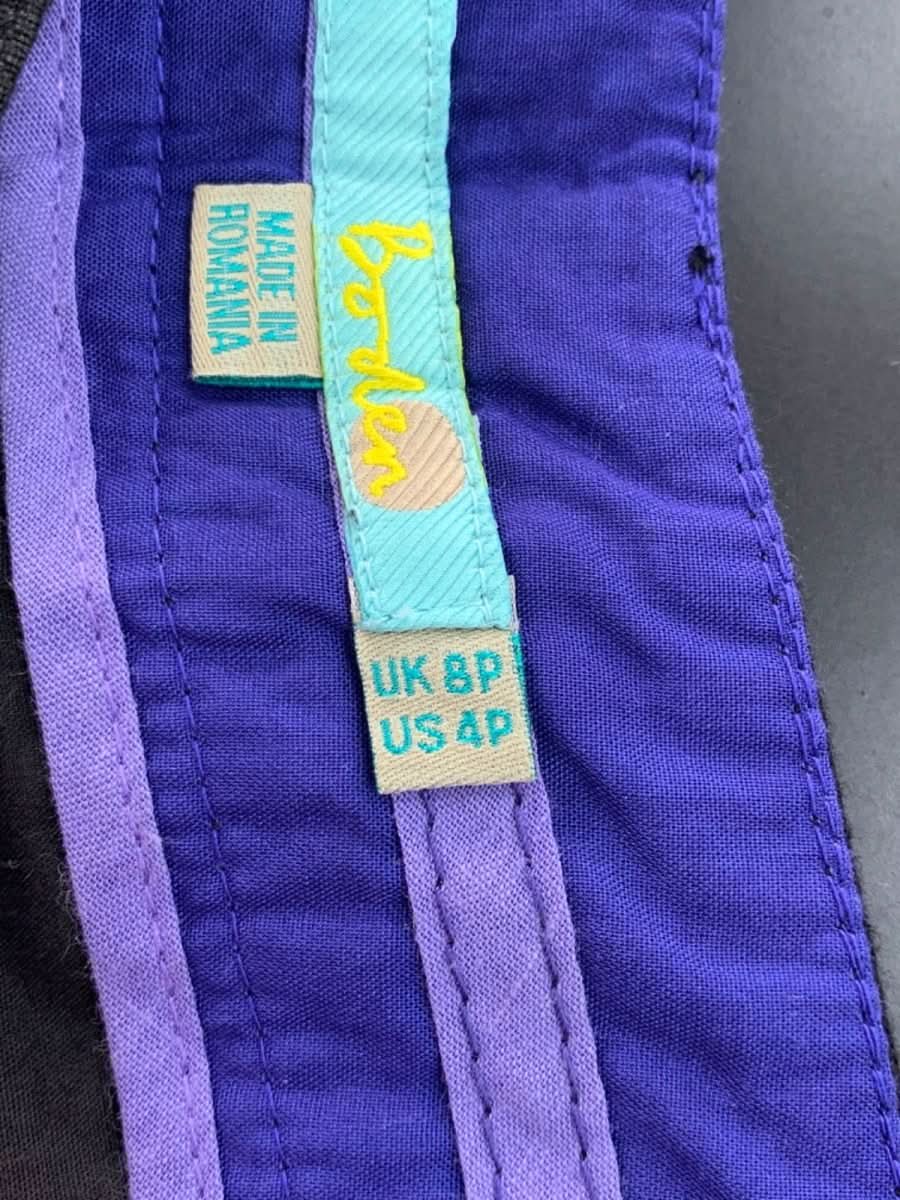 MADE IN
ROMANIA
Boden
UK 8P
US 4P